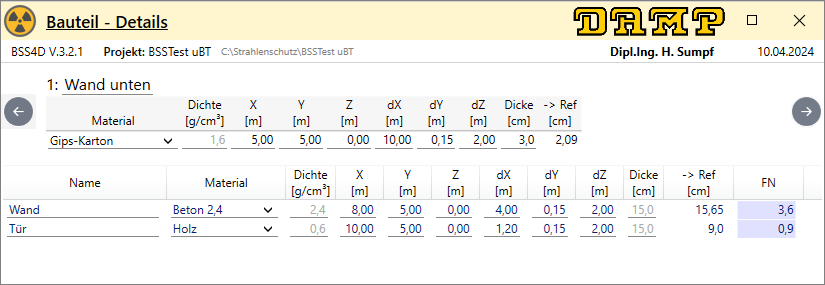 Bauteil - Details DAMP
BSS4D V.3.2.1 Projekt: BSSTest uBT C:\Strahlenschutz\BSSTest uBT Dipl.Ing. H. Sumpf 10.04.2024
1: Wand unten
Material Dichte [g/cm³] X [m] Y [m] Z [m] dX [m] dY [m] dZ [m] Dicke [cm] -> Ref [cm]
Gips-Karton 1,6 5,00 5,00 0,00 10,00 0,15 2,00 3,0 2,09
Name Material Dichte [g/cm³] X [m] Y [m] Z [m] dX [m] dY [m] dZ [m] Dicke [cm] -> Ref [cm] FN
Wand Beton 2,4 2,4 8,00 5,00 0,00 4,00 0,15 2,00 15,0 15,65 3,6
Tür Holz 0,6 10,00 5,00 0,00 1,20 0,15 2,00 15,0 9,0 0,9